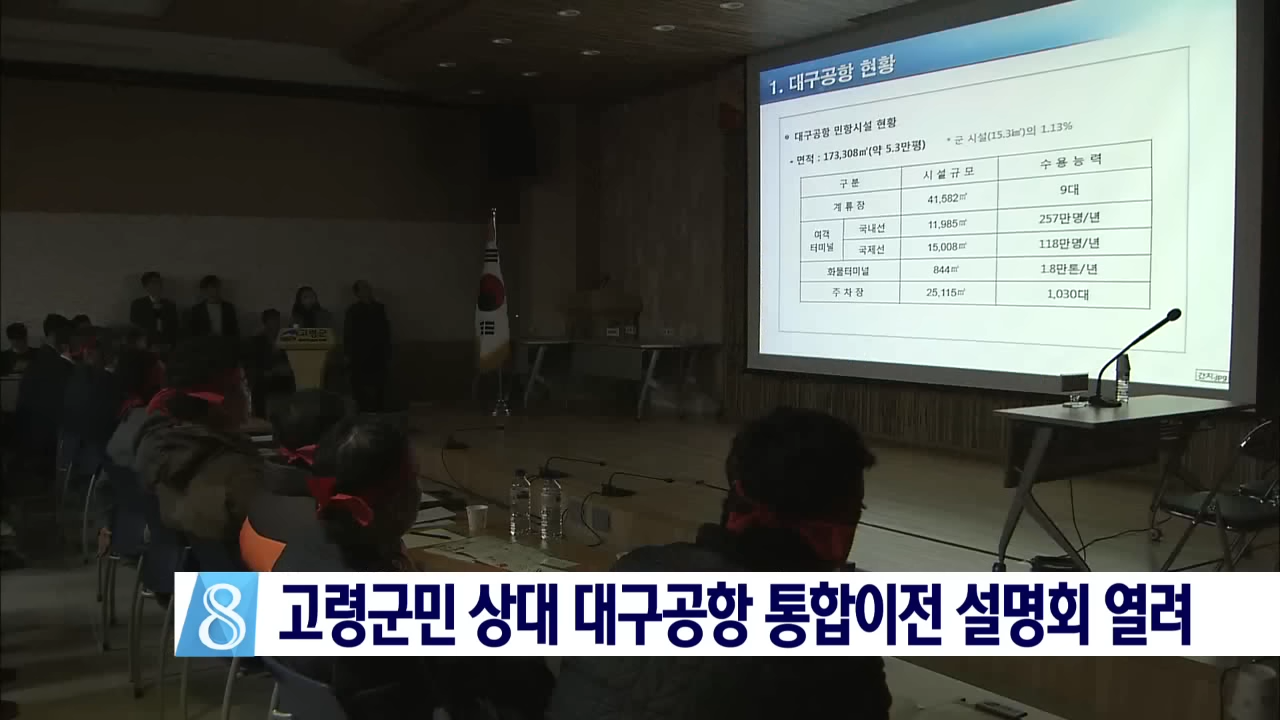 1. 대구공항 현황
대구공항 민항시설 현황
- 면적 : 173,308㎡(약 5.3만평)
* 군 시설(15.3㎢)의 1.13%
구 분 시 설 규 모 수 용 능 력
계 류 장 41,582㎡ 9대
여객 터미널 국내선 11,985㎡ 257만명/년
국제선 15,008㎡ 118만명/년
화물터미널 844㎡ 1.8만톤/년
주 차 장 25,115㎡ 1,030대
고령군
8 고령군민 상대 대구공항 통합이전 설명회 열려